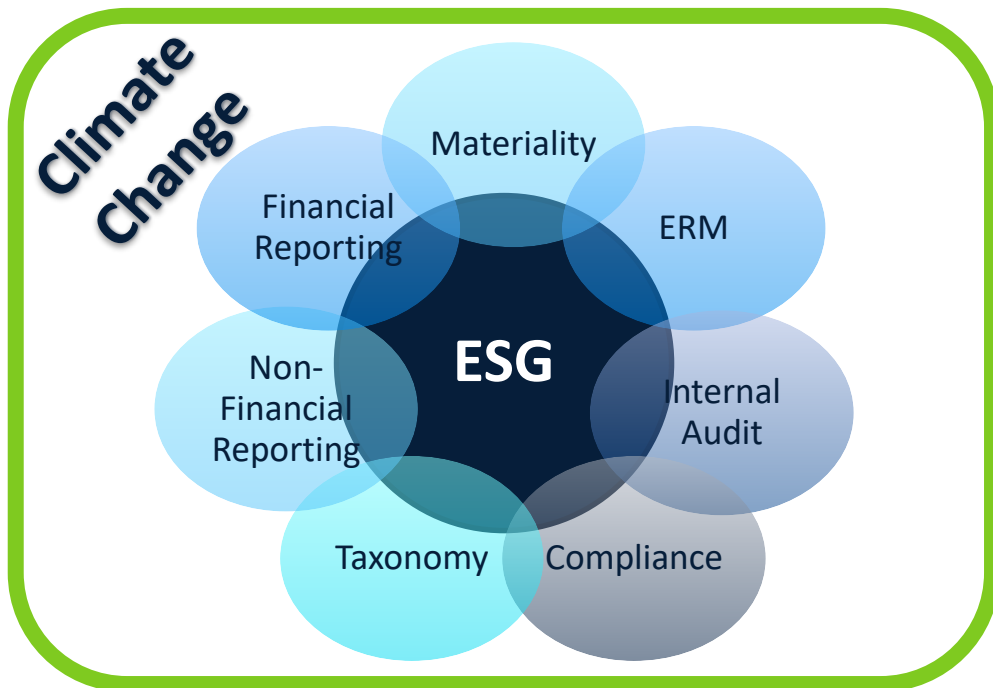 Climate
Change
Materiality
Financial
Reporting
ERM
ESG
Non-
Financial
Reporting
Internal
Audit
Taxonomy
Compliance